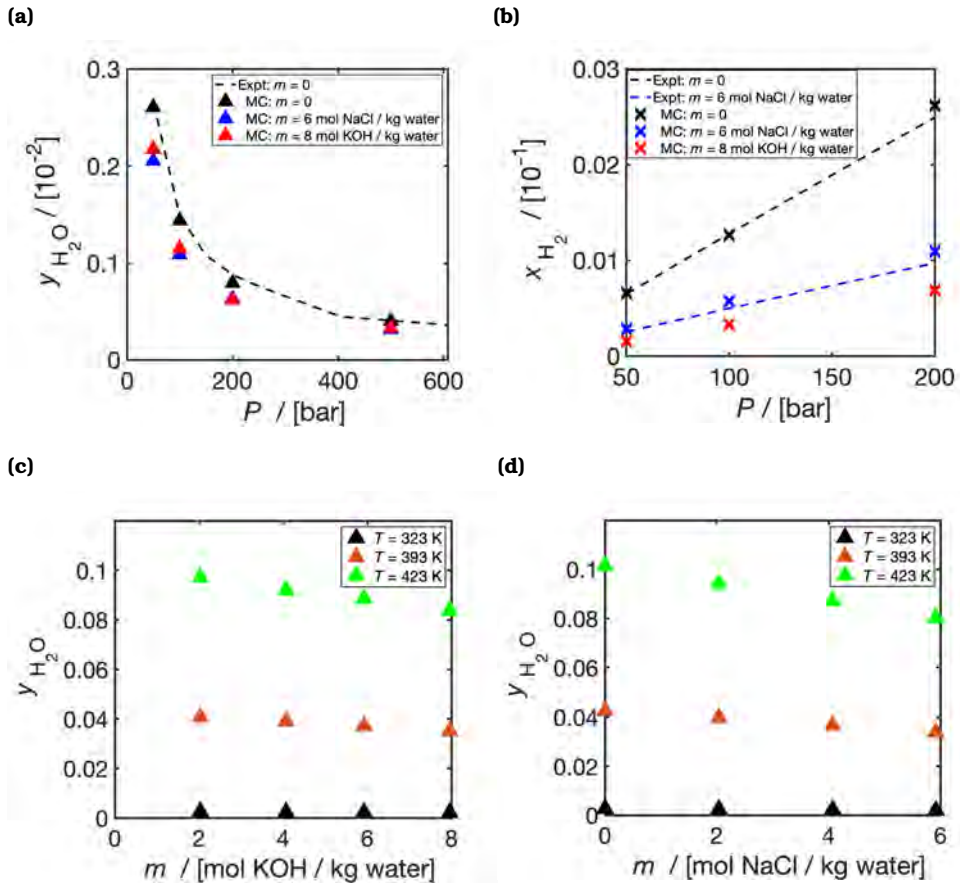 (a)
0.3
0.2
0.1
0
0 200 400 600
y H2O / [10-2]
P / [bar]
Expt: m = 0
MC: m = 0
MC: m = 6 mol NaCl / kg water
MC: m = 8 mol KOH / kg water
(b)
0.03
0.02
0.01
0
50 100 150 200
x H2 / [10-1]
P / [bar]
Expt: m = 0
Expt: m = 6 mol NaCl / kg water
MC: m = 0
MC: m = 6 mol NaCl / kg water
MC: m = 8 mol KOH / kg water
(c)
0.1
0.08
0.06
0.04
0.02
0
0 2 4 6 8
y H2O
m / [mol KOH / kg water]
T = 323 K
T = 393 K
T = 423 K
(d)
0.1
0.08
0.06
0.04
0.02
0
0 2 4 6
y H2O
m / [mol NaCl / kg water]
T = 323 K
T = 393 K
T = 423 K